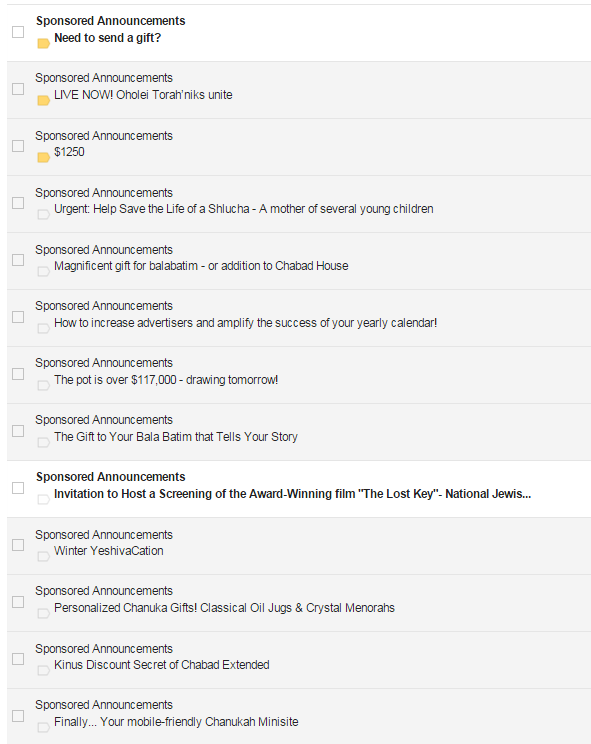 Sponsored Announcements
Need to send a gift?
Sponsored Announcements
LIVE NOW! Oholei Torah'niks unite
Sponsored Announcements
$1250
Sponsored Announcements
Urgent: Help Save the Life of a Shlucha - A mother of several young children
Sponsored Announcements
Magnificent gift for balabatim - or addition to Chabad House
Sponsored Announcements
How to increase advertisers and amplify the success of your yearly calendar!
Sponsored Announcements
The pot is over $117,000 - drawing tomorrow!
Sponsored Announcements
The Gift to Your Bala Batim that Tells Your Story
Sponsored Announcements
Invitation to Host a Screening of the Award-Winning film "The Lost Key"- National Jewis...
Sponsored Announcements
Winter YeshivaCation
Sponsored Announcements
Personalized Chanuka Gifts! Classical Oil Jugs & Crystal Menorahs
Sponsored Announcements
Kinus Discount Secret of Chabad Extended
Sponsored Announcements
Finally... Your mobile-friendly Chanukah Minisite